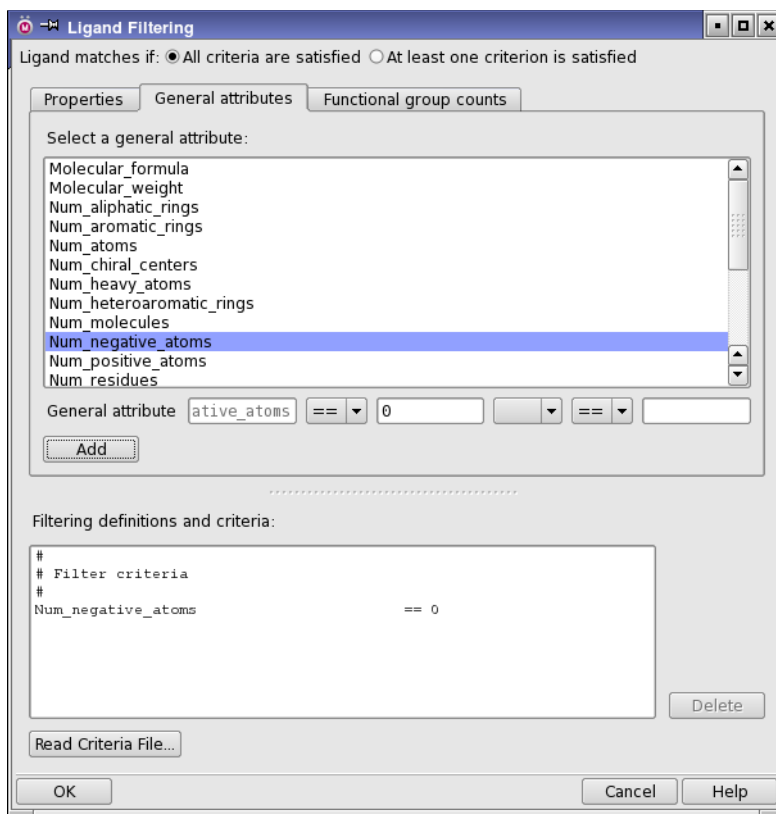 Ligand Filtering
Ligand matches if: All criteria are satisfied At least one criterion is satisfied
Properties General attributes Functional group counts
Select a general attribute:
Molecular_formula
Molecular_weight
Num_aliphatic_rings
Num_aromatic_rings
Num_atoms
Num_chiral_centers
Num_heavy_atoms
Num_heteroaromatic_rings
Num_molecules
Num_negative_atoms
Num_positive_atoms
Num_residues
General attribute ative_atoms == 0 ==
Add
Filtering definitions and criteria:
#
# Filter criteria
#
Num_negative_atoms == 0
Delete
Read Criteria File...
OK Cancel Help